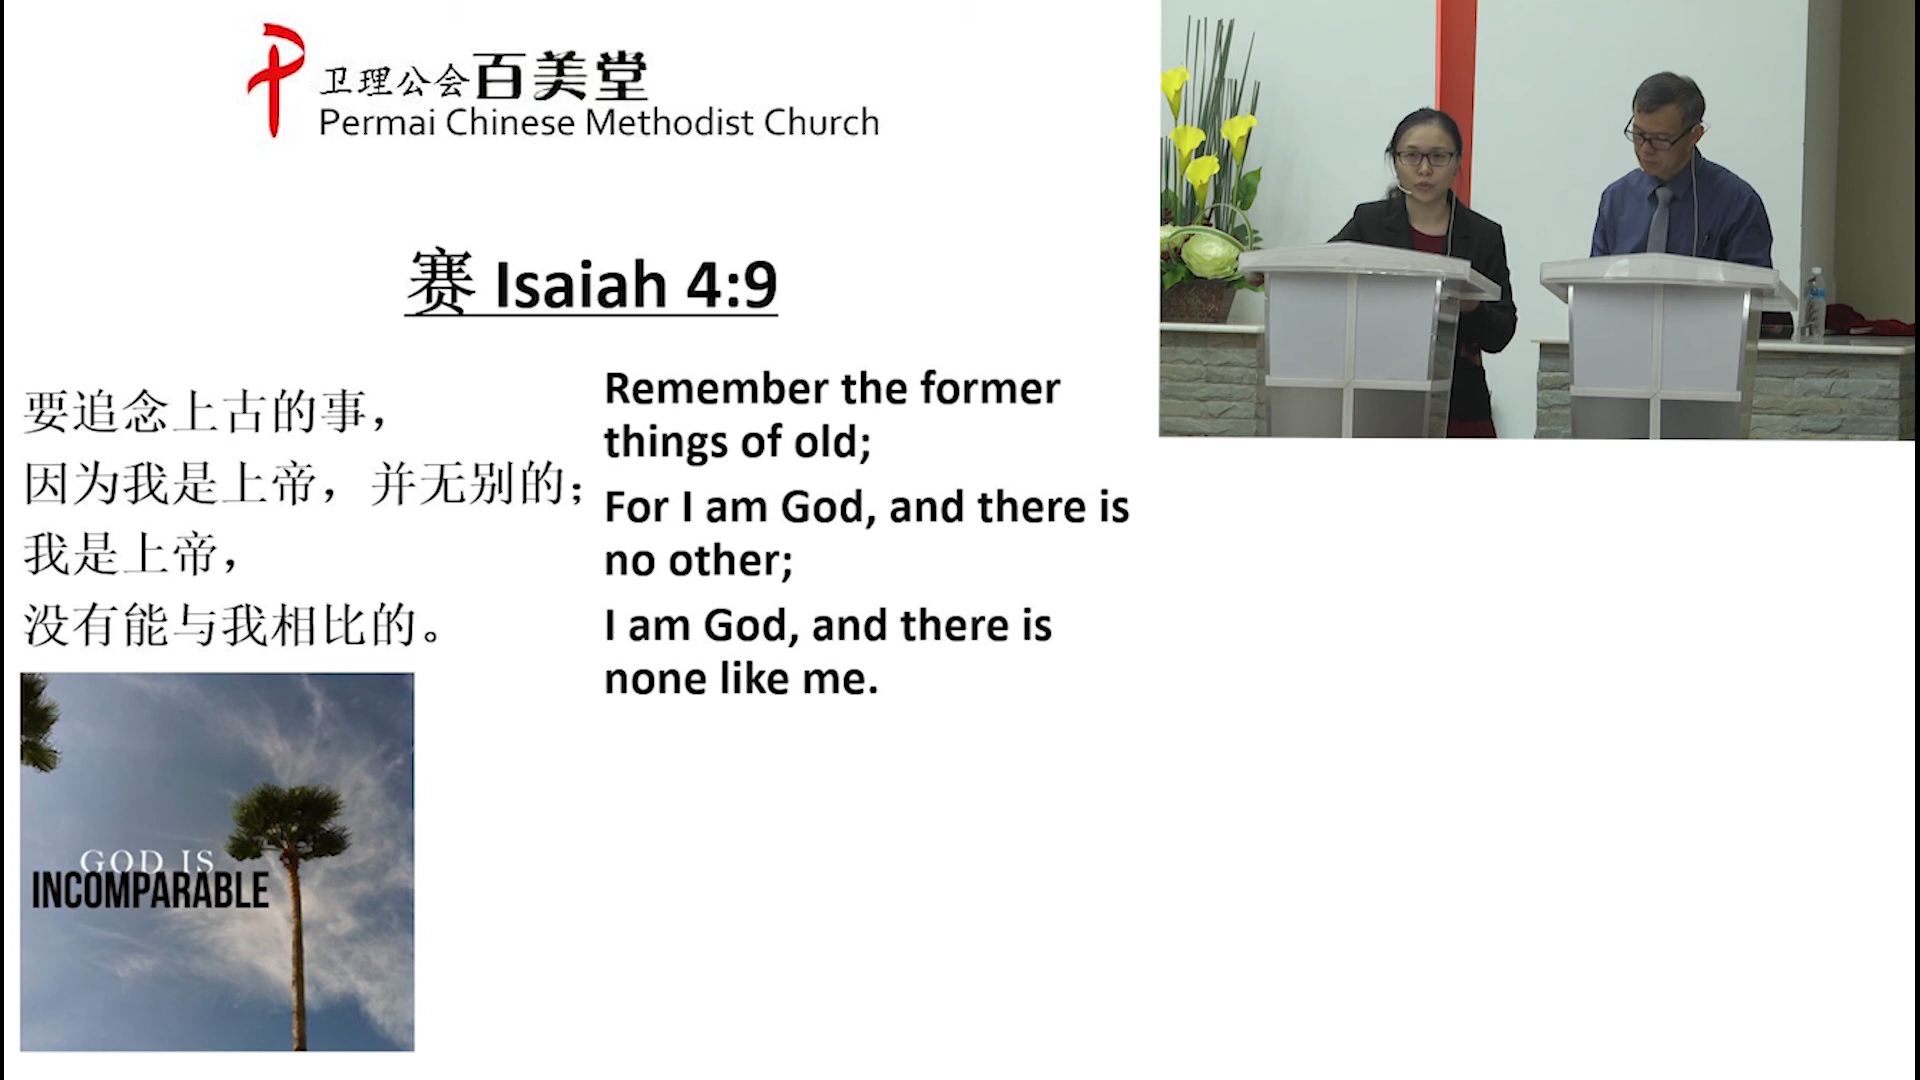 卫理公会百美堂
Permai Chinese Methodist Church
赛 Isaiah 4:9
要追念上古的事，
因为我是上帝，并无别的；
我是上帝，
没有能与我相比的。
Remember the former
things of old;
For I am God, and there is
no other;
I am God, and there is
none like me.
GOD IS
INCOMPARABLE